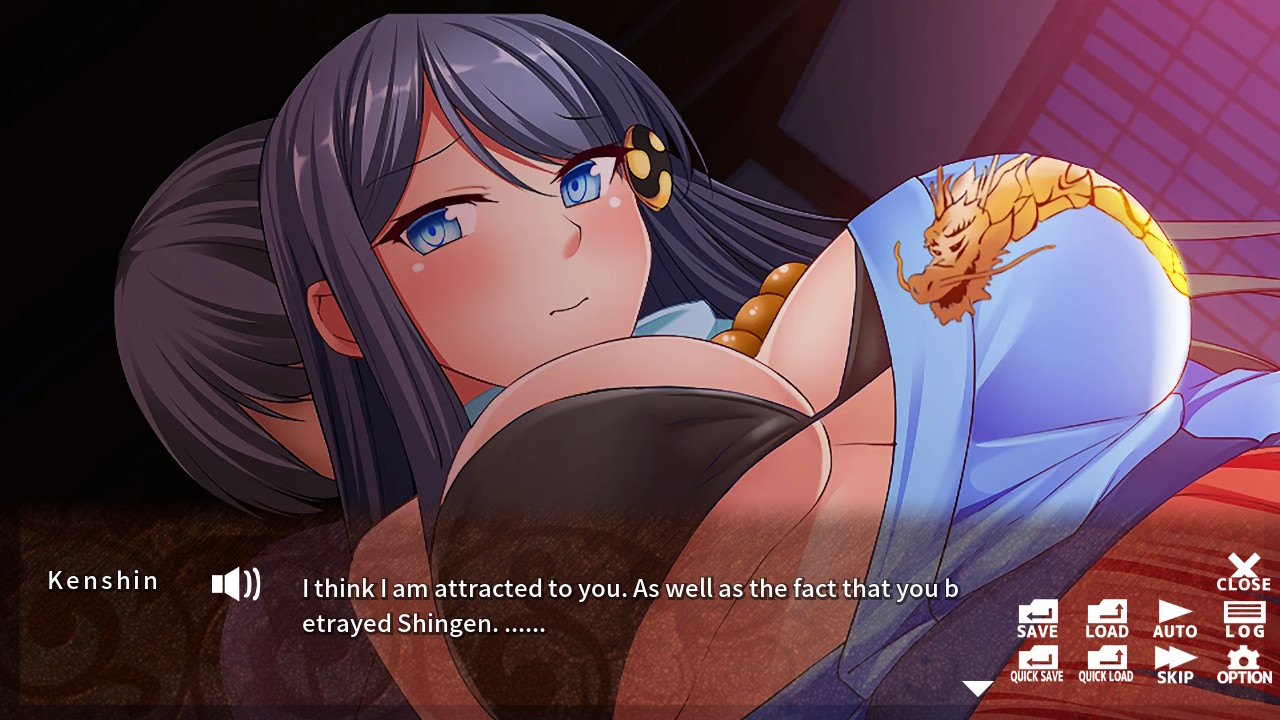 Kenshin
I think I am attracted to you. As well as the fact that you b
etrayed Shingen. ......
CLOSE
SAVE
LOAD
AUTO
LOG
QUICK SAVE
QUICK LOAD
SKIP
OPTION